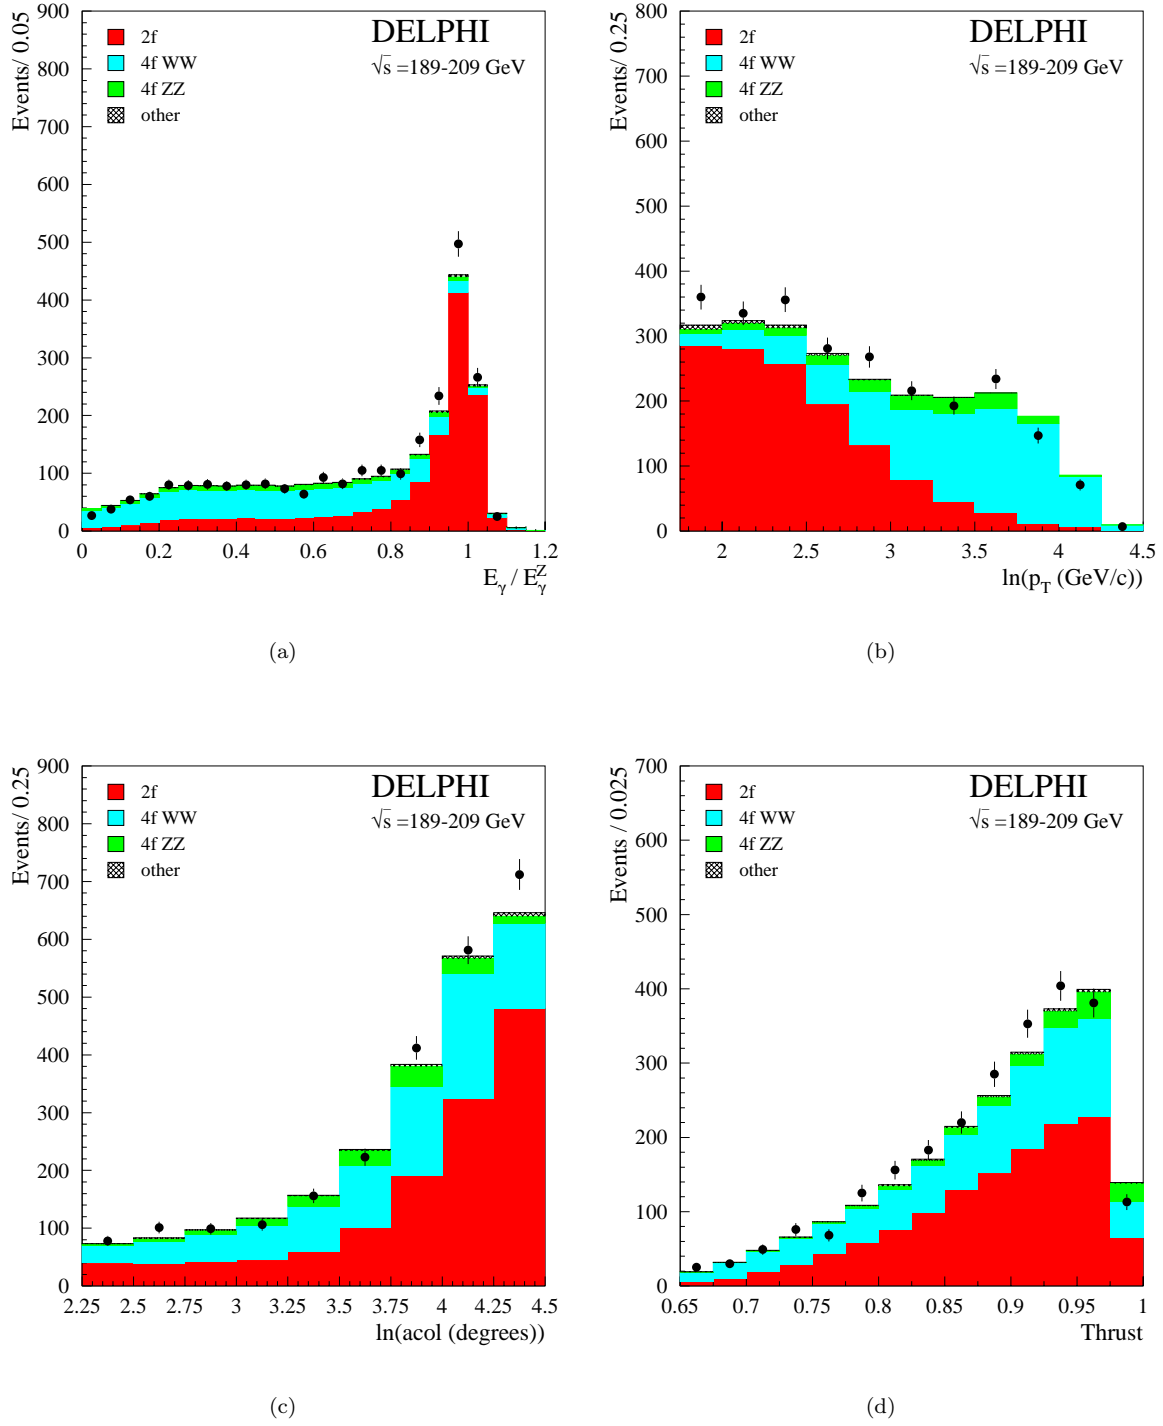 Events/ 0.05
900
800
700
600
500
400
300
200
100
0
DELPHI
√s =189-209 GeV
2f
4f WW
4f ZZ
other
0 0.2 0.4 0.6 0.8 1 1.2
E_γ / E_γ^Z
(a)
Events/ 0.25
800
700
600
500
400
300
200
100
0
DELPHI
√s =189-209 GeV
2f
4f WW
4f ZZ
other
2 2.5 3 3.5 4 4.5
ln(p_T (GeV/c))
(b)
Events/ 0.25
900
800
700
600
500
400
300
200
100
0
DELPHI
√s =189-209 GeV
2f
4f WW
4f ZZ
other
2.25 2.5 2.75 3 3.25 3.5 3.75 4 4.25 4.5
ln(acol (degrees))
(c)
Events / 0.025
700
600
500
400
300
200
100
0
DELPHI
√s =189-209 GeV
2f
4f WW
4f ZZ
other
0.65 0.7 0.75 0.8 0.85 0.9 0.95 1
Thrust
(d)